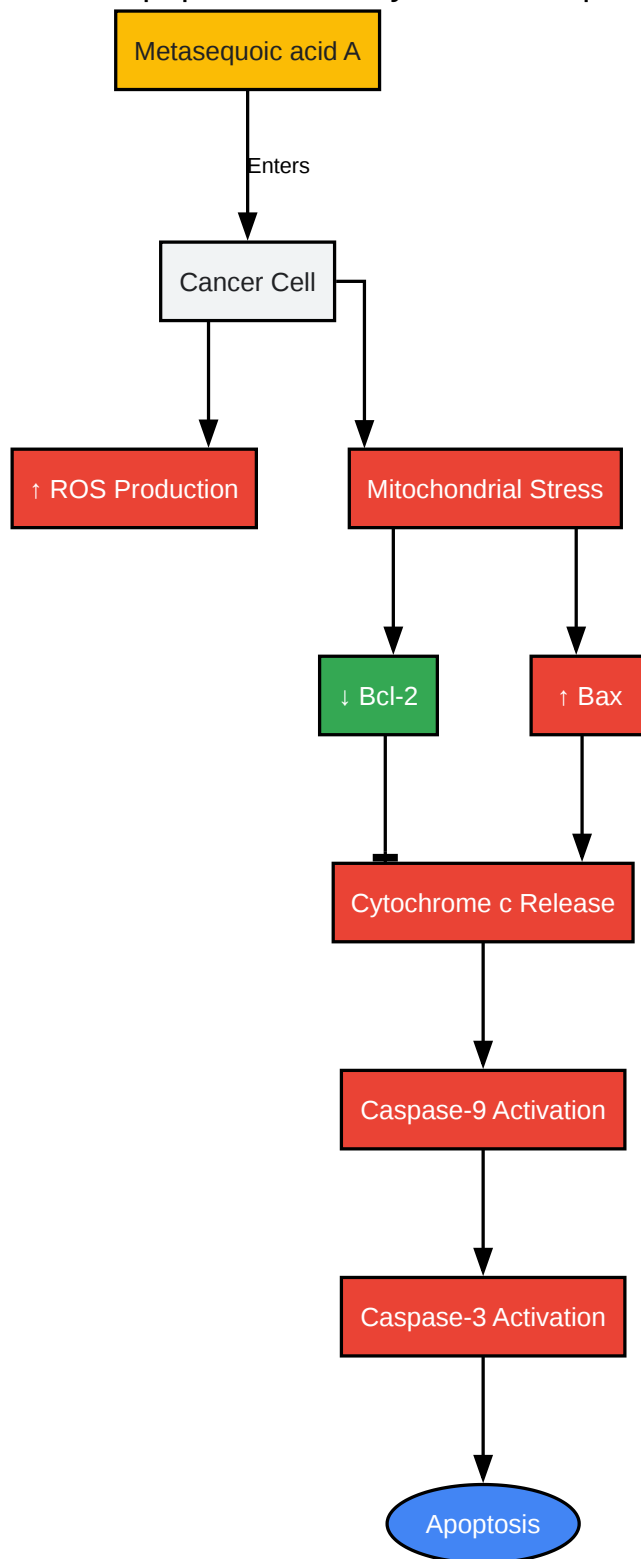 Metasequoic acid A
Enters
Cancer Cell
↑ ROS Production
Mitochondrial Stress
↓ Bcl-2
↑ Bax
Cytochrome c Release
Caspase-9 Activation
Caspase-3 Activation
Apoptosis